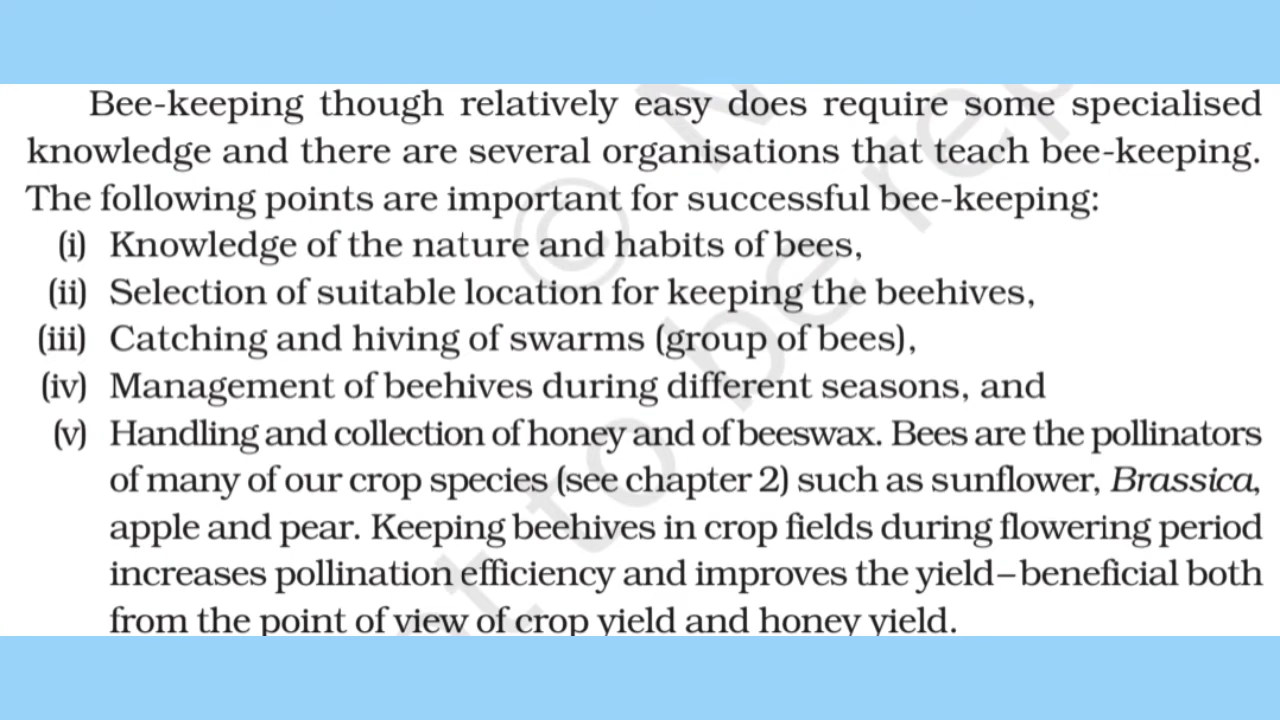 Bee-keeping though relatively easy does require some specialised
knowledge and there are several organisations that teach bee-keeping.
The following points are important for successful bee-keeping:
(i) Knowledge of the nature and habits of bees,
(ii) Selection of suitable location for keeping the beehives,
(iii) Catching and hiving of swarms (group of bees),
(iv) Management of beehives during different seasons, and
(v) Handling and collection of honey and of beeswax. Bees are the pollinators
of many of our crop species (see chapter 2) such as sunflower, Brassica,
apple and pear. Keeping beehives in crop fields during flowering period
increases pollination efficiency and improves the yield–beneficial both
from the point of view of crop yield and honey yield.